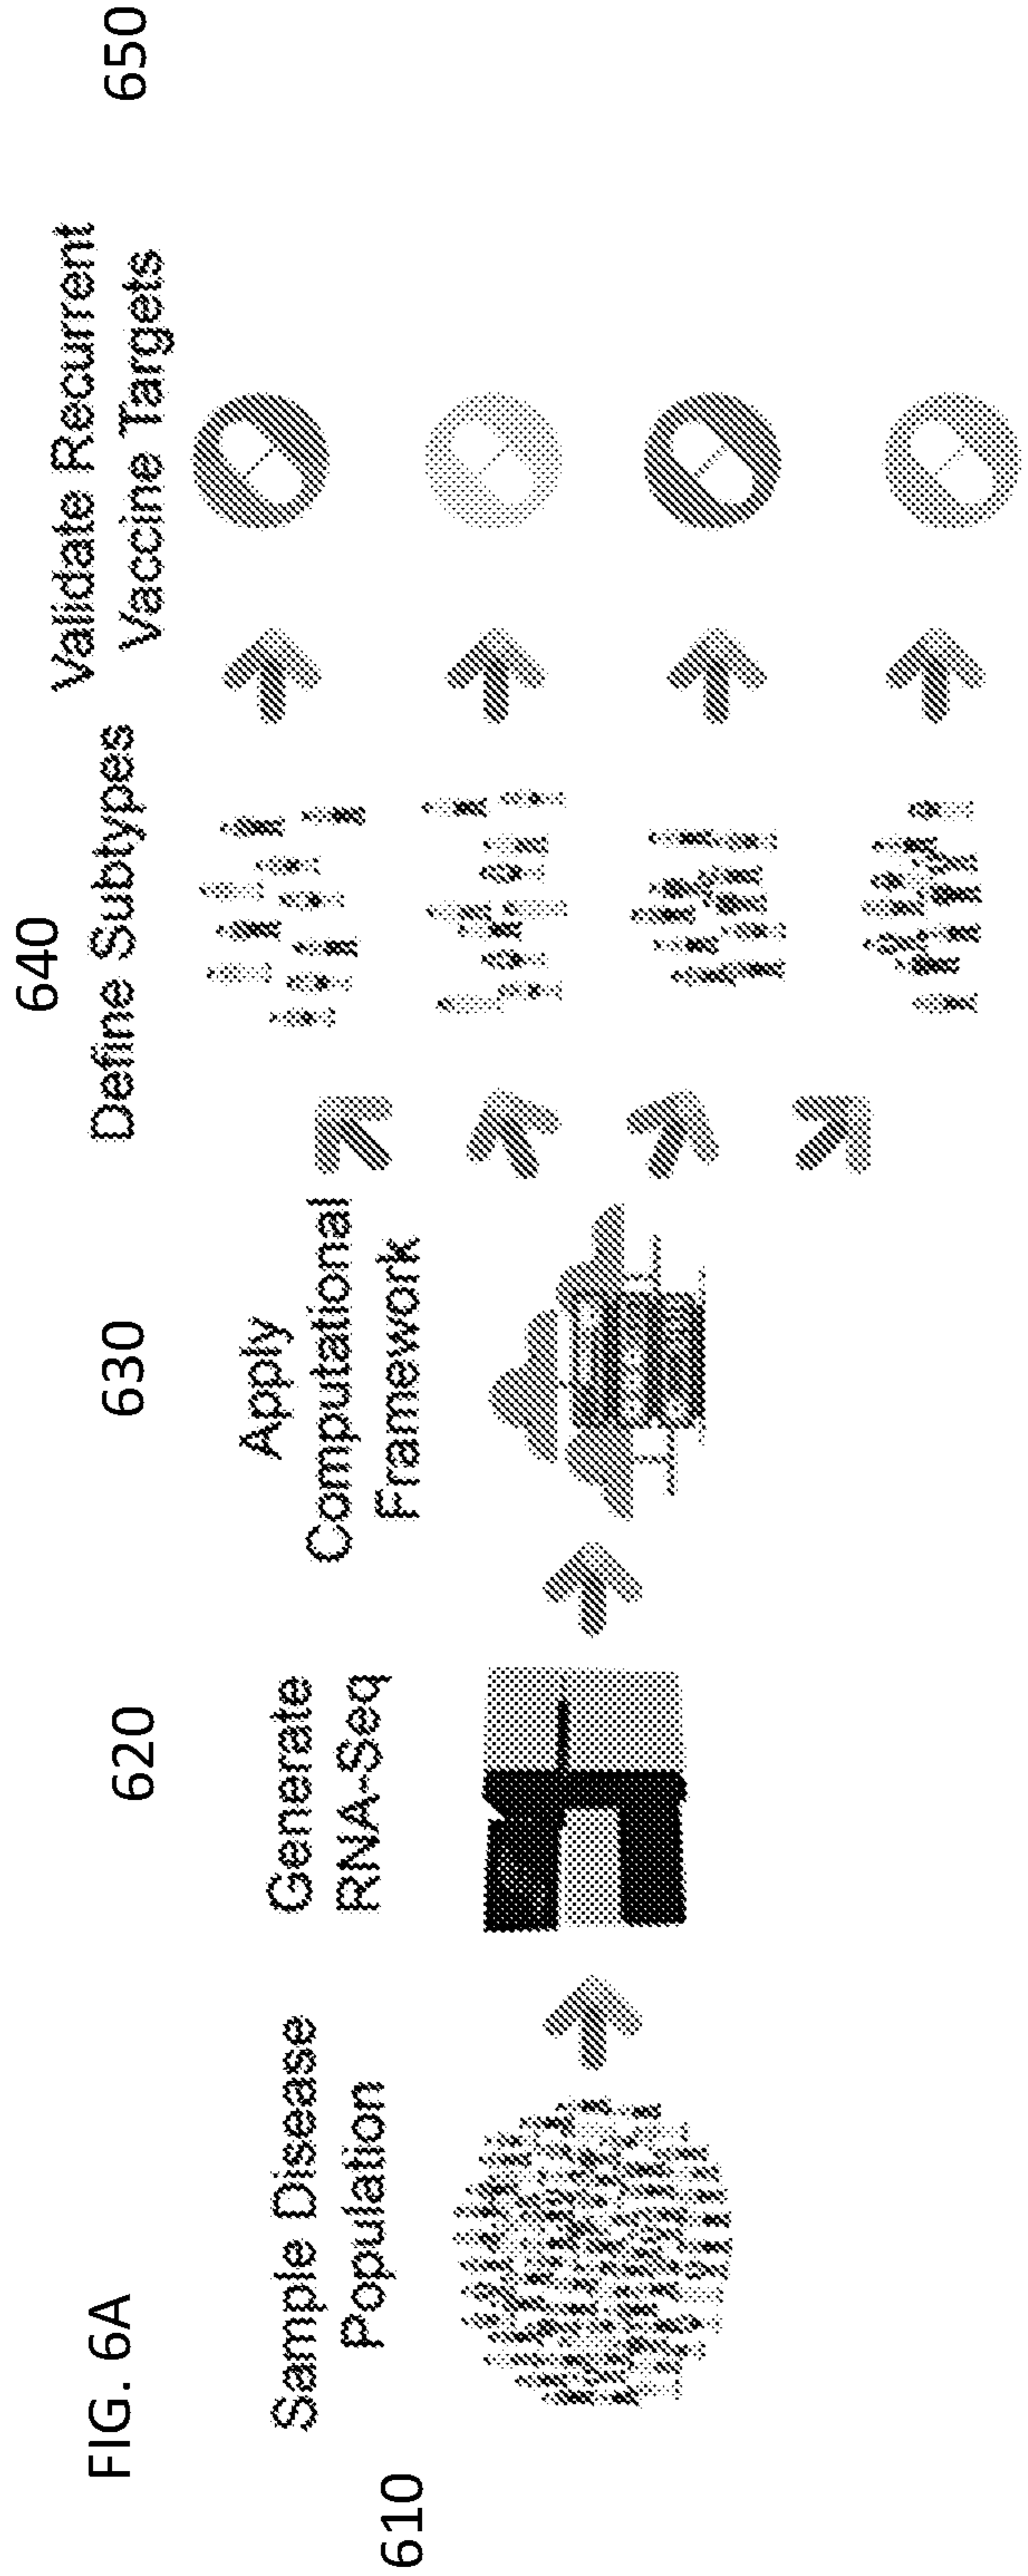 FIG. 6A
610
Sample Disease
Population
620
Generate
RNA-Seq
630
Apply
Computational
Framework
640
Define Subtypes
650
Validate Recurrent
Vaccine Targets